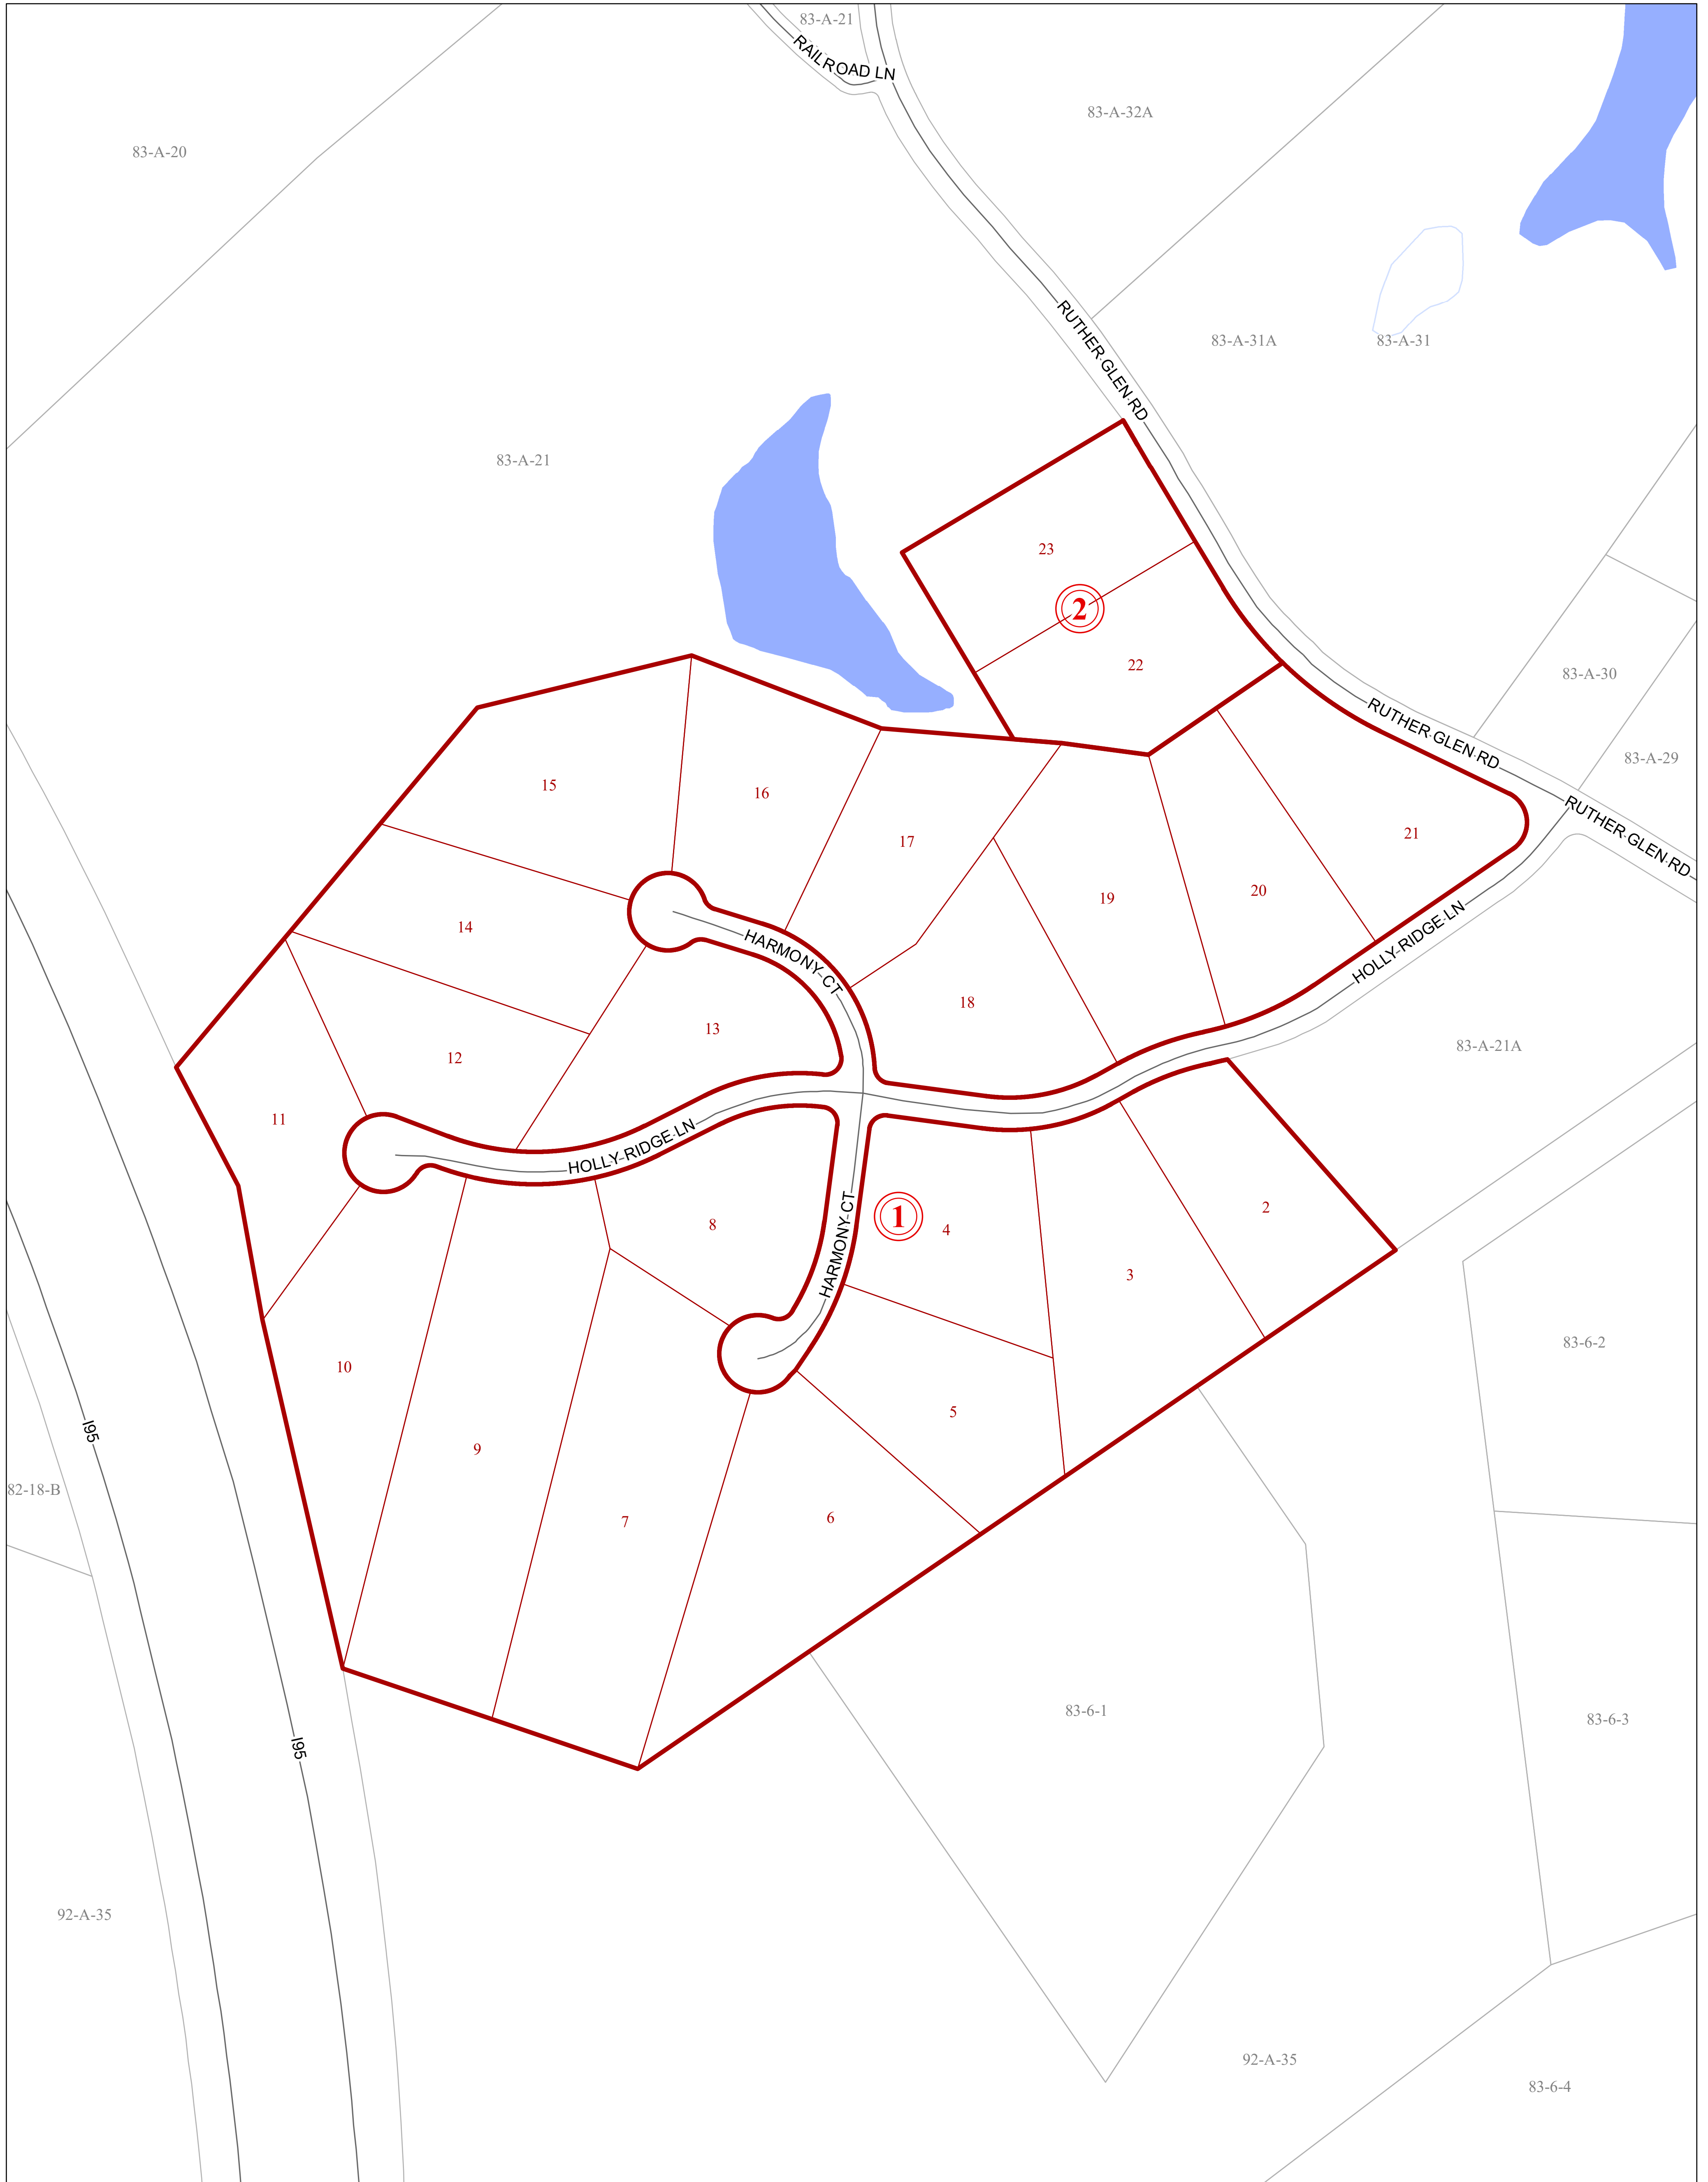 83-A-21
RAILROAD LN
83-A-32A
83-A-20
RUTHER GLEN RD
83-A-31A
83-A-31
83-A-21
23
2
22
83-A-30
RUTHER GLEN RD
83-A-29
15
16
RUTHER GLEN RD
17
21
20
19
14
HARMONY CT
HOLLY RIDGE LN
18
13
83-A-21A
12
11
HOLLY RIDGE LN
2
8
1
4
HARMONY CT
3
83-6-2
10
5
I95
9
82-18-B
6
7
83-6-1
83-6-3
I95
92-A-35
92-A-35
83-6-4